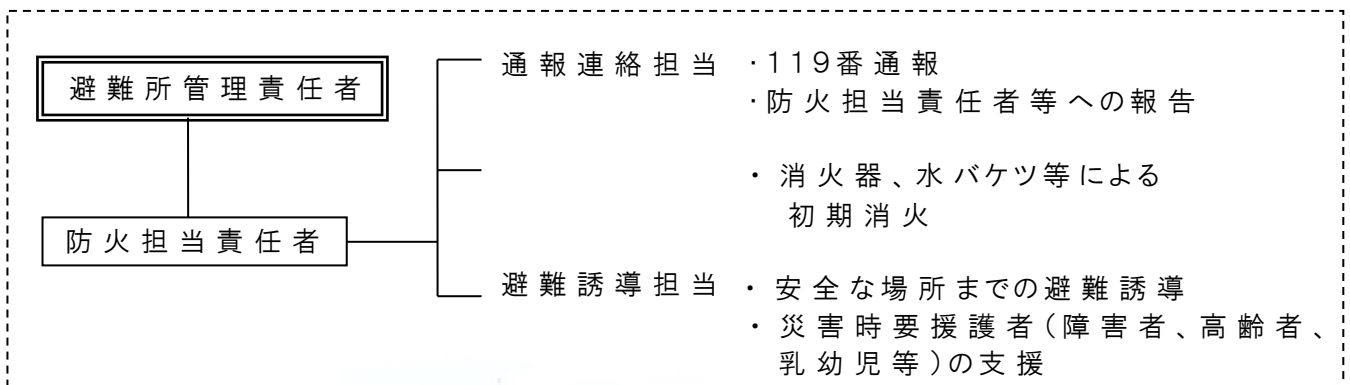 避難所管理責任者
防火担当責任者
通報連絡担当 ・119番通報
・防火担当責任者等への報告
・消火器、水バケツ等による
初期消火
避難誘導担当 ・安全な場所までの避難誘導
・災害時要援護者(障害者、高齢者、
乳幼児等)の支援